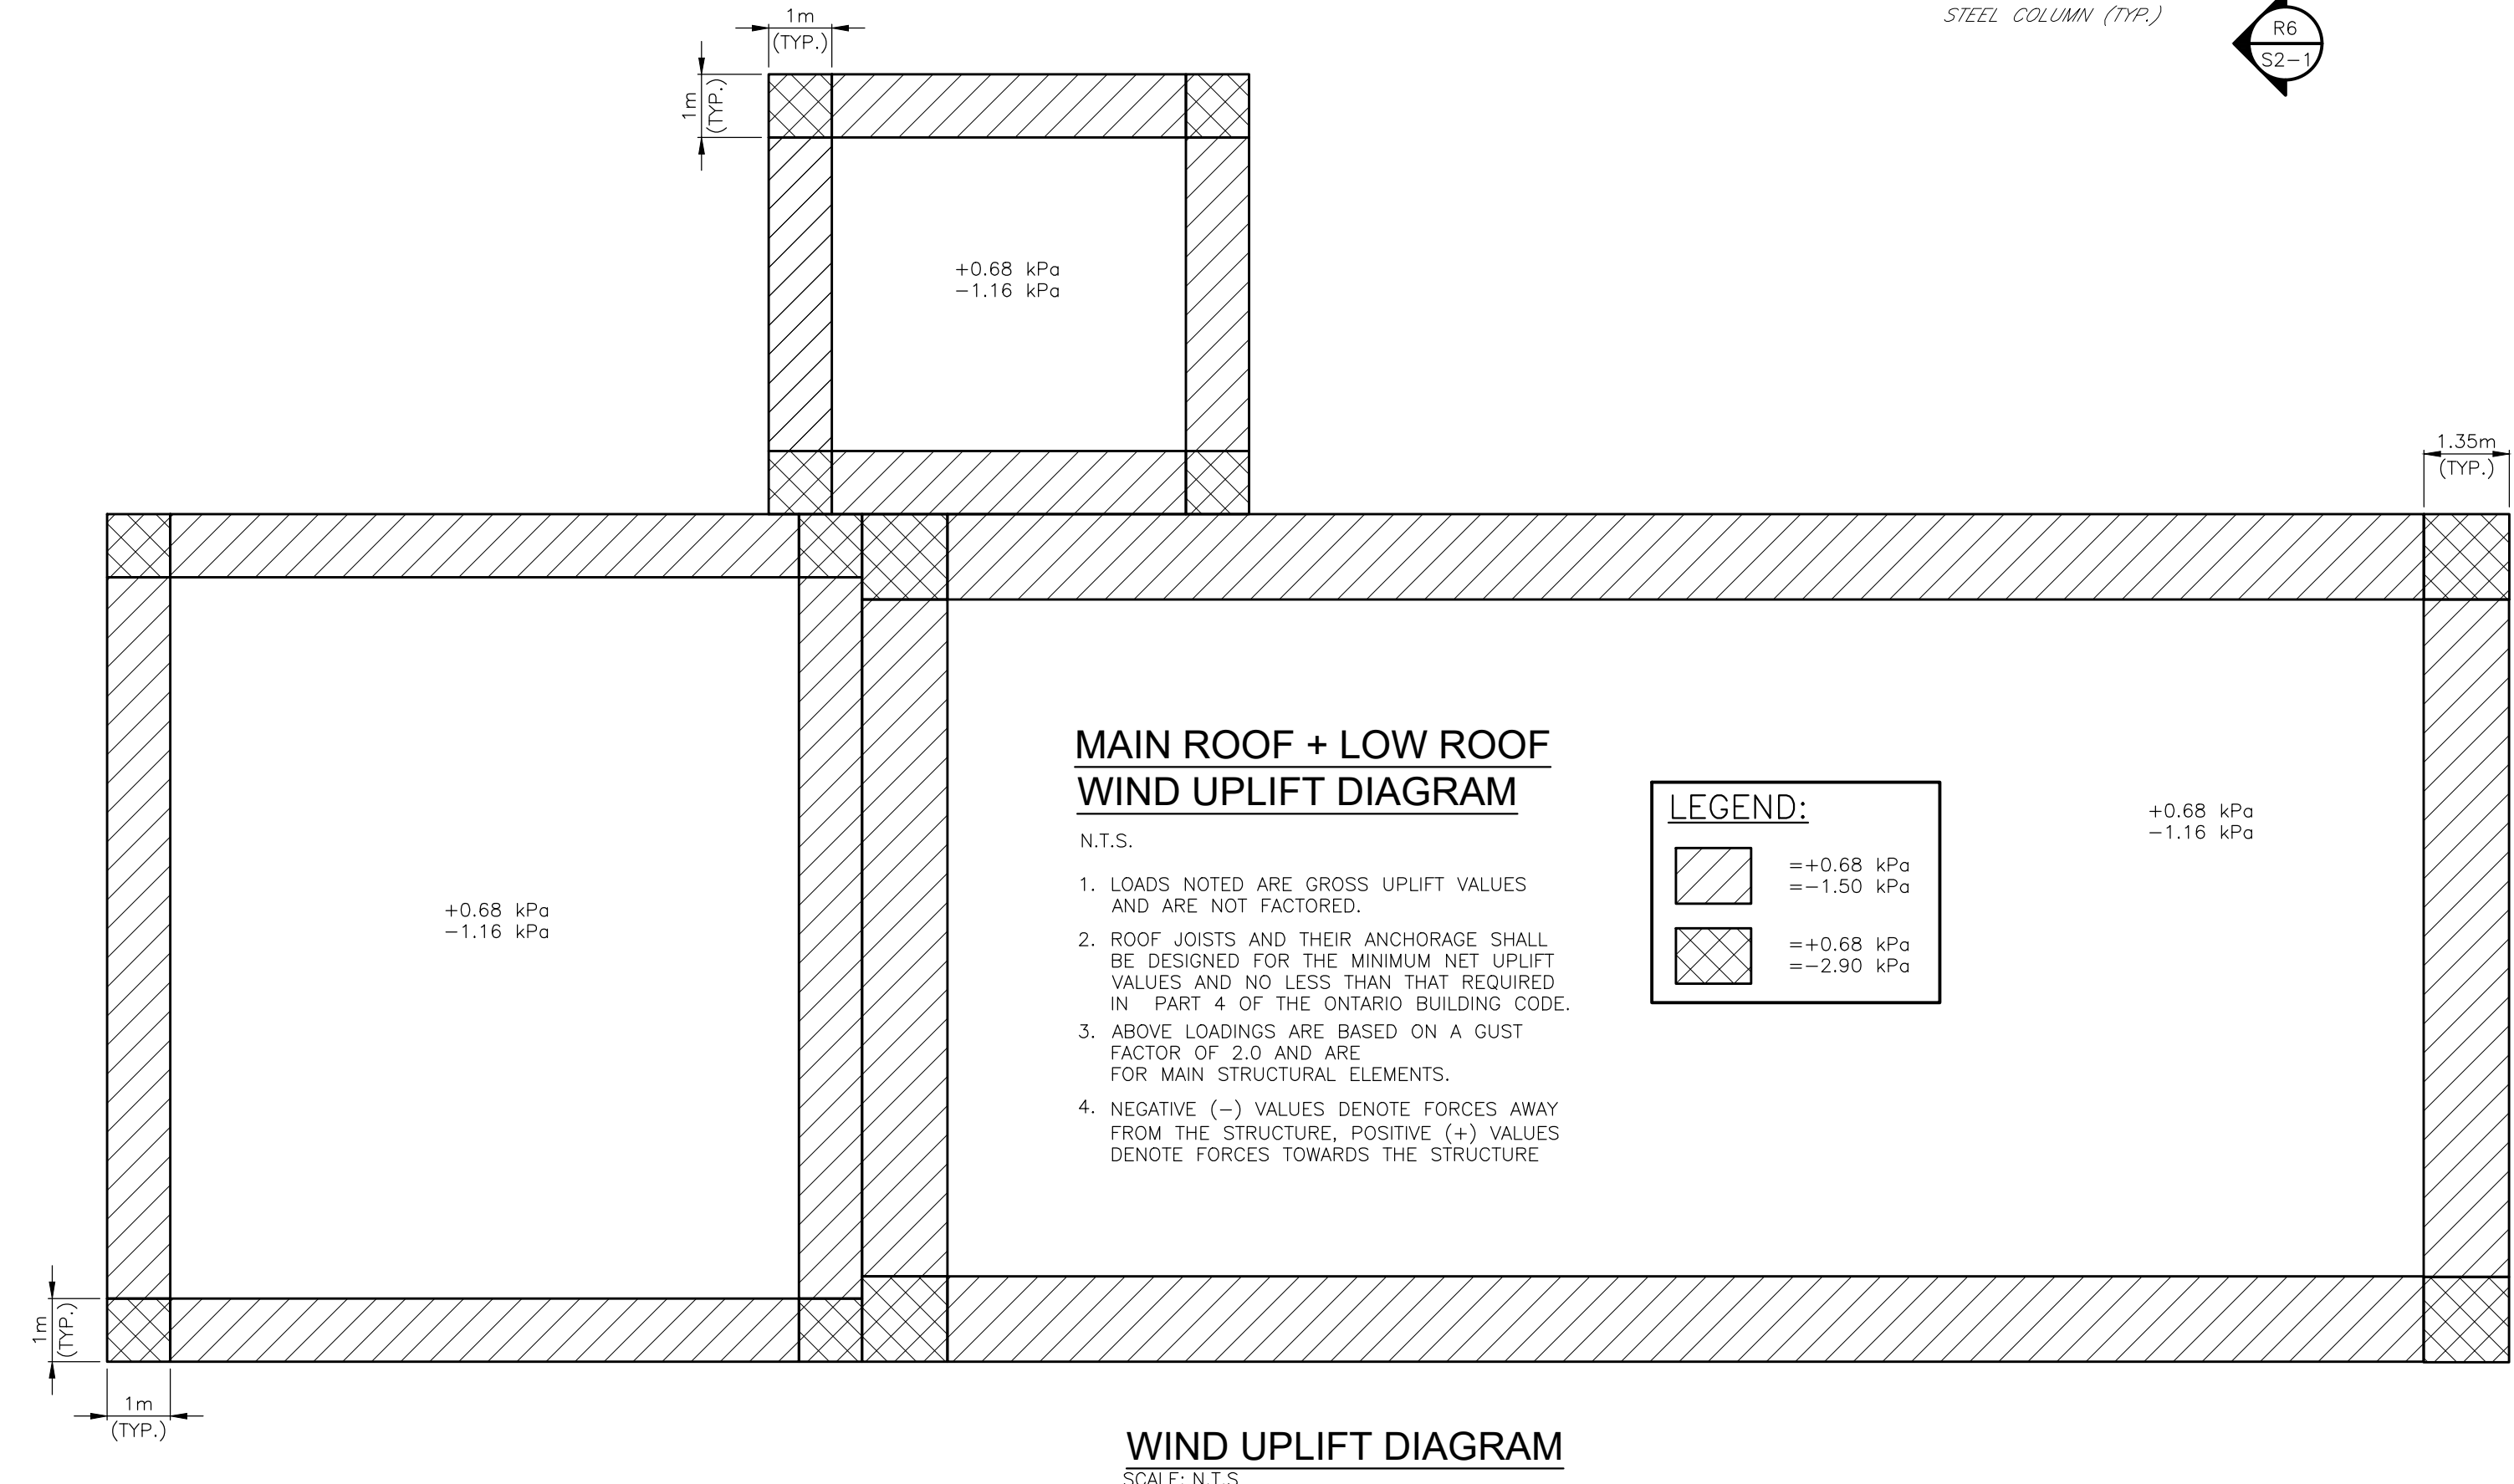 1m
(TYP.)
STEEL COLUMN (TYP.)
R6
S2-1
1m
(TYP.)
+0.68 kPa
-1.16 kPa
1.35m
(TYP.)
MAIN ROOF + LOW ROOF
WIND UPLIFT DIAGRAM
N.T.S.
1. LOADS NOTED ARE GROSS UPLIFT VALUES
AND ARE NOT FACTORED.
2. ROOF JOISTS AND THEIR ANCHORAGE SHALL
BE DESIGNED FOR THE MINIMUM NET UPLIFT
VALUES AND NO LESS THAN THAT REQUIRED
IN PART 4 OF THE ONTARIO BUILDING CODE.
3. ABOVE LOADINGS ARE BASED ON A GUST
FACTOR OF 2.0 AND ARE
FOR MAIN STRUCTURAL ELEMENTS.
4. NEGATIVE (-) VALUES DENOTE FORCES AWAY
FROM THE STRUCTURE, POSITIVE (+) VALUES
DENOTE FORCES TOWARDS THE STRUCTURE
LEGEND:
=+0.68 kPa
=-1.50 kPa
=+0.68 kPa
=-2.90 kPa
+0.68 kPa
-1.16 kPa
+0.68 kPa
-1.16 kPa
1m
(TYP.)
1m
(TYP.)
WIND UPLIFT DIAGRAM
SCALE: N.T.S